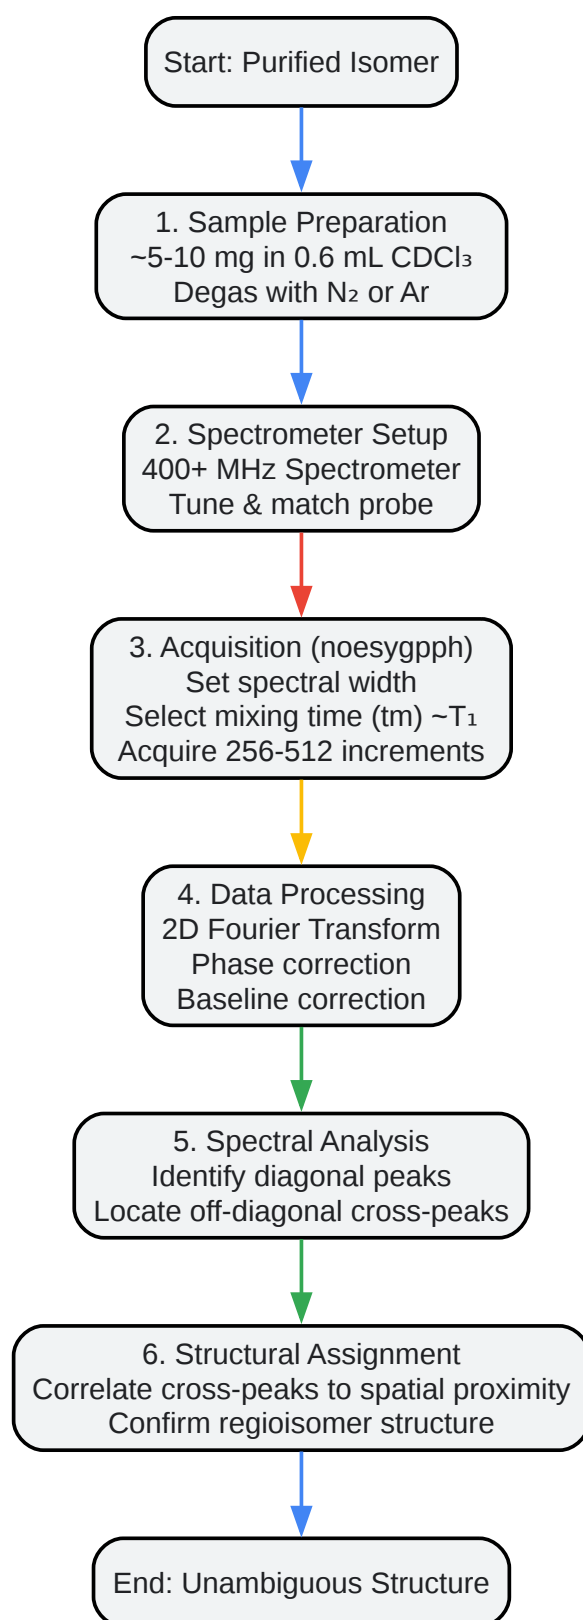 Start: Purified Isomer
1. Sample Preparation
~5-10 mg in 0.6 mL CDCl₃
Degas with N₂ or Ar
2. Spectrometer Setup
400+ MHz Spectrometer
Tune & match probe
3. Acquisition (noesygpph)
Set spectral width
Select mixing time (tm) ~T₁
Acquire 256-512 increments
4. Data Processing
2D Fourier Transform
Phase correction
Baseline correction
5. Spectral Analysis
Identify diagonal peaks
Locate off-diagonal cross-peaks
6. Structural Assignment
Correlate cross-peaks to spatial proximity
Confirm regioisomer structure
End: Unambiguous Structure